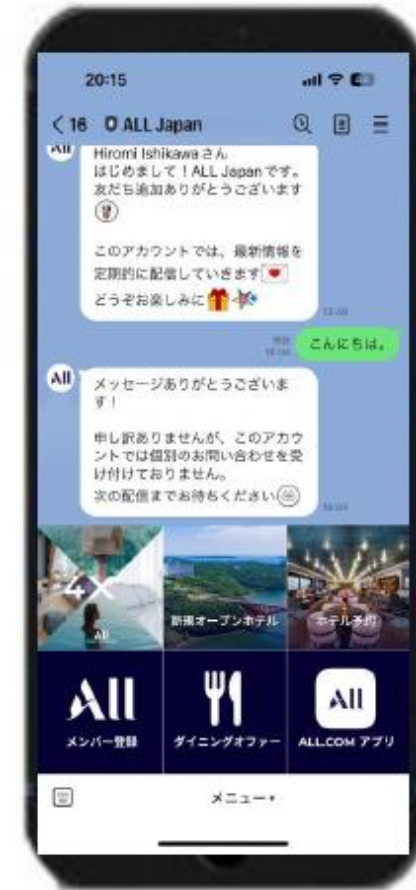 20:15
16 ALL Japan
All
Hiromi Ishikawaさん
はじめまして！ALL Japanです。
友だち追加ありがとうございます
このアカウントでは、最新情報を
定期的に配信していきます
どうぞお楽しみに
こんにちは。
All
メッセージありがとうございま
す！
申し訳ありませんが、このアカウ
ントでは個別のお問い合わせを受
け付けておりません。
次の配信までお待ちください
4X
All
新規オープンホテル
ホテル予約
All
メンバー登録
ダイニングオファー
All
ALL.COM アプリ
メニュー